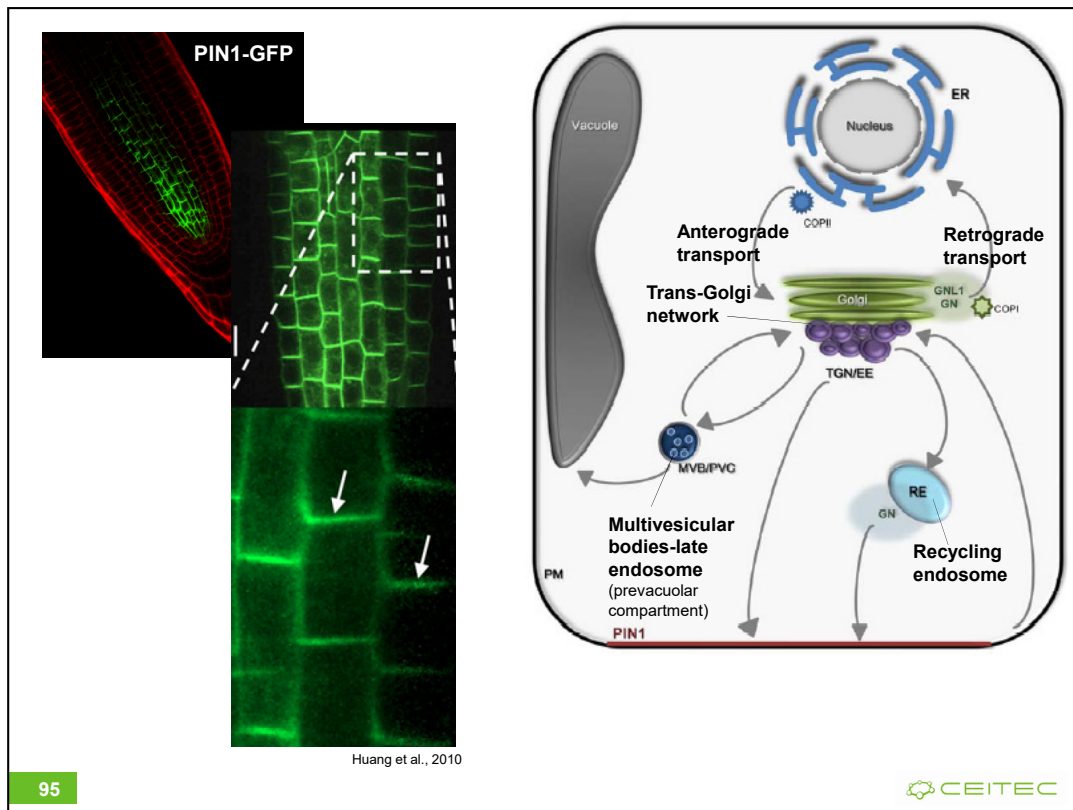 PIN1-GFP
Huang et al., 2010
ER
Nucleus
Vacuole
COPII
Anterograde
transport
Retrograde
transport
Trans-Golgi
network
Golgi
GNL1
GN
COPI
TGN/EE
MVB/PVC
RE
GN
Multivesicular
bodies-late
endosome
(prevacuolar
compartment)
Recycling
endosome
PM
PIN1
95
CEITEC